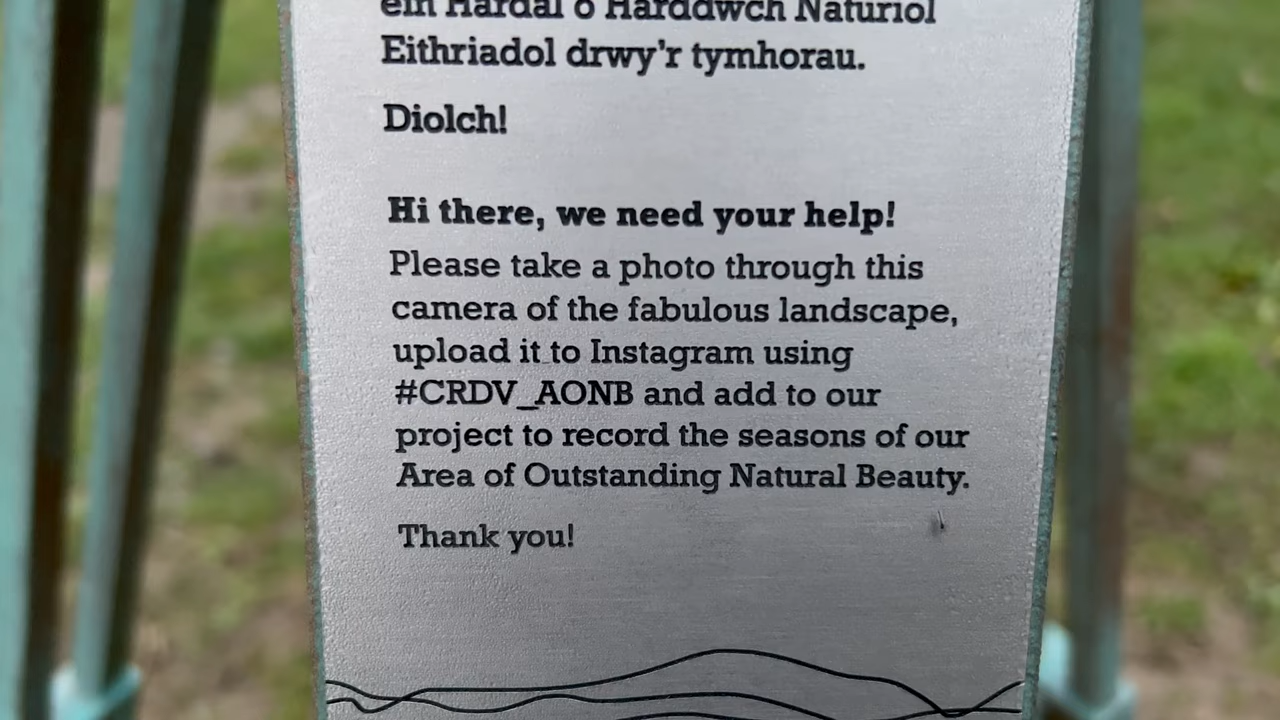 ein Hardal o Harddwch Naturiol
Eithriadol drwy'r tymhorau.
Diolch!
Hi there, we need your help!
Please take a photo through this
camera of the fabulous landscape,
upload it to Instagram using
#CRDV_AONB and add to our
project to record the seasons of our
Area of Outstanding Natural Beauty.
Thank you!